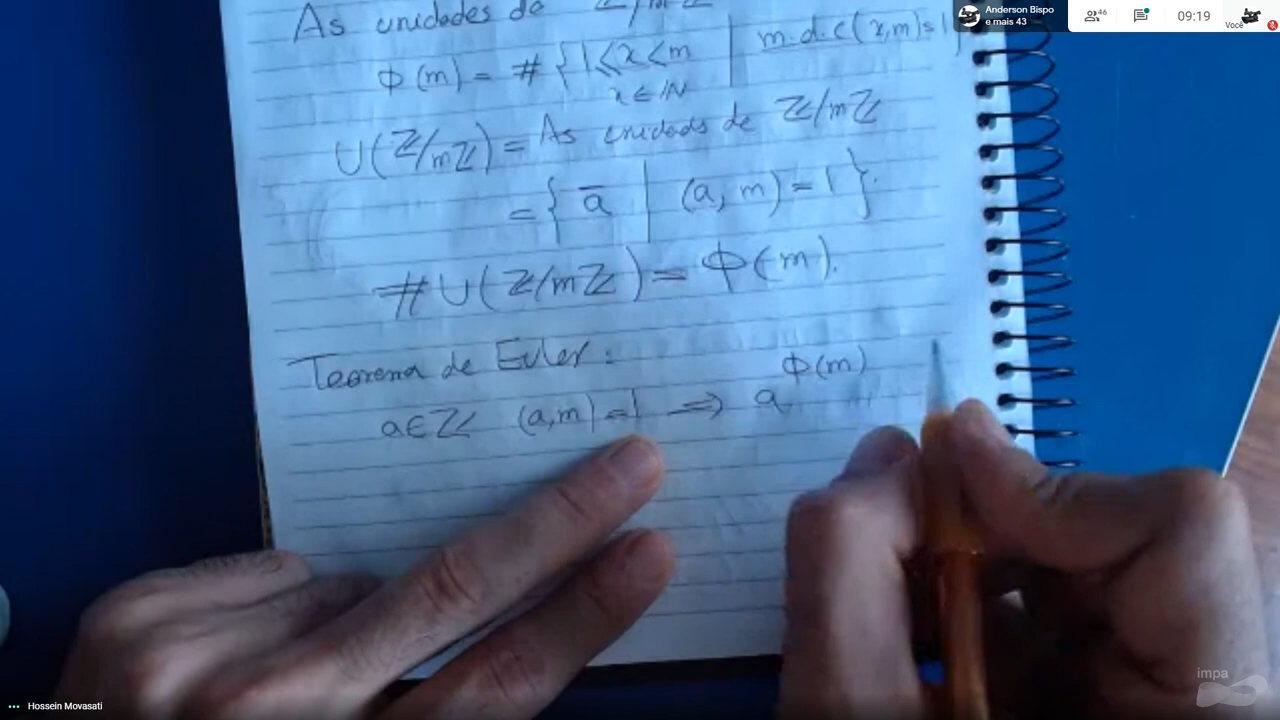 Anderson Bispo
e mais 43
46
09:19
Você
As unidades de Z/mZ
Φ(m) = # {1≤x<m | m.d.c(x,m)=1}
x∈ℕ
U(Z/mZ) = As unidads de Z/mZ
= { a̅ | (a, m) = 1 }.
# U(Z/mZ) = Φ(m).
Teorema de Euler:
a∈Z (a,m)=1 ⇒ a^Φ(m)
impa
Hossein Movasati